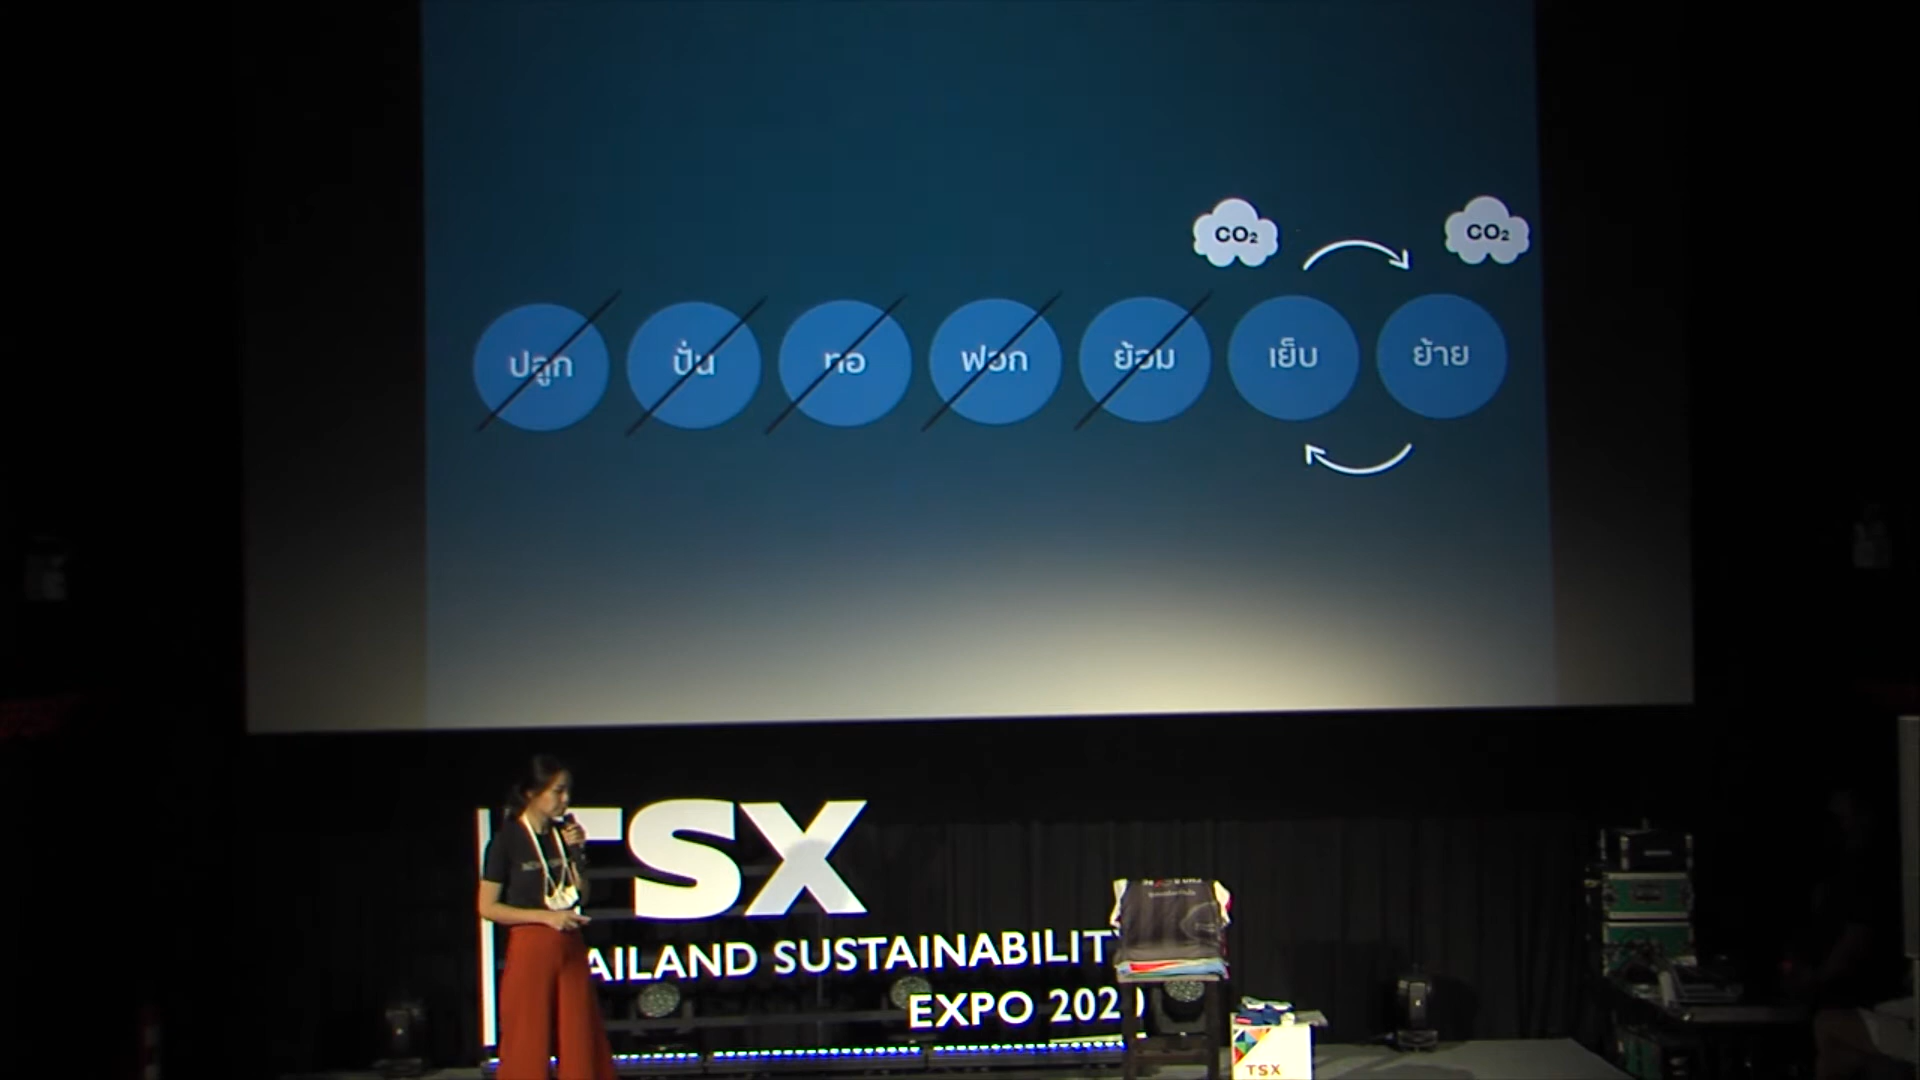 CO₂
CO₂
ปลูก
ปั่น
ทอ
ฟอก
ย้อม
เย็บ
ย้าย
TSX
AILAND SUSTAINABILITY
EXPO 202
TSX